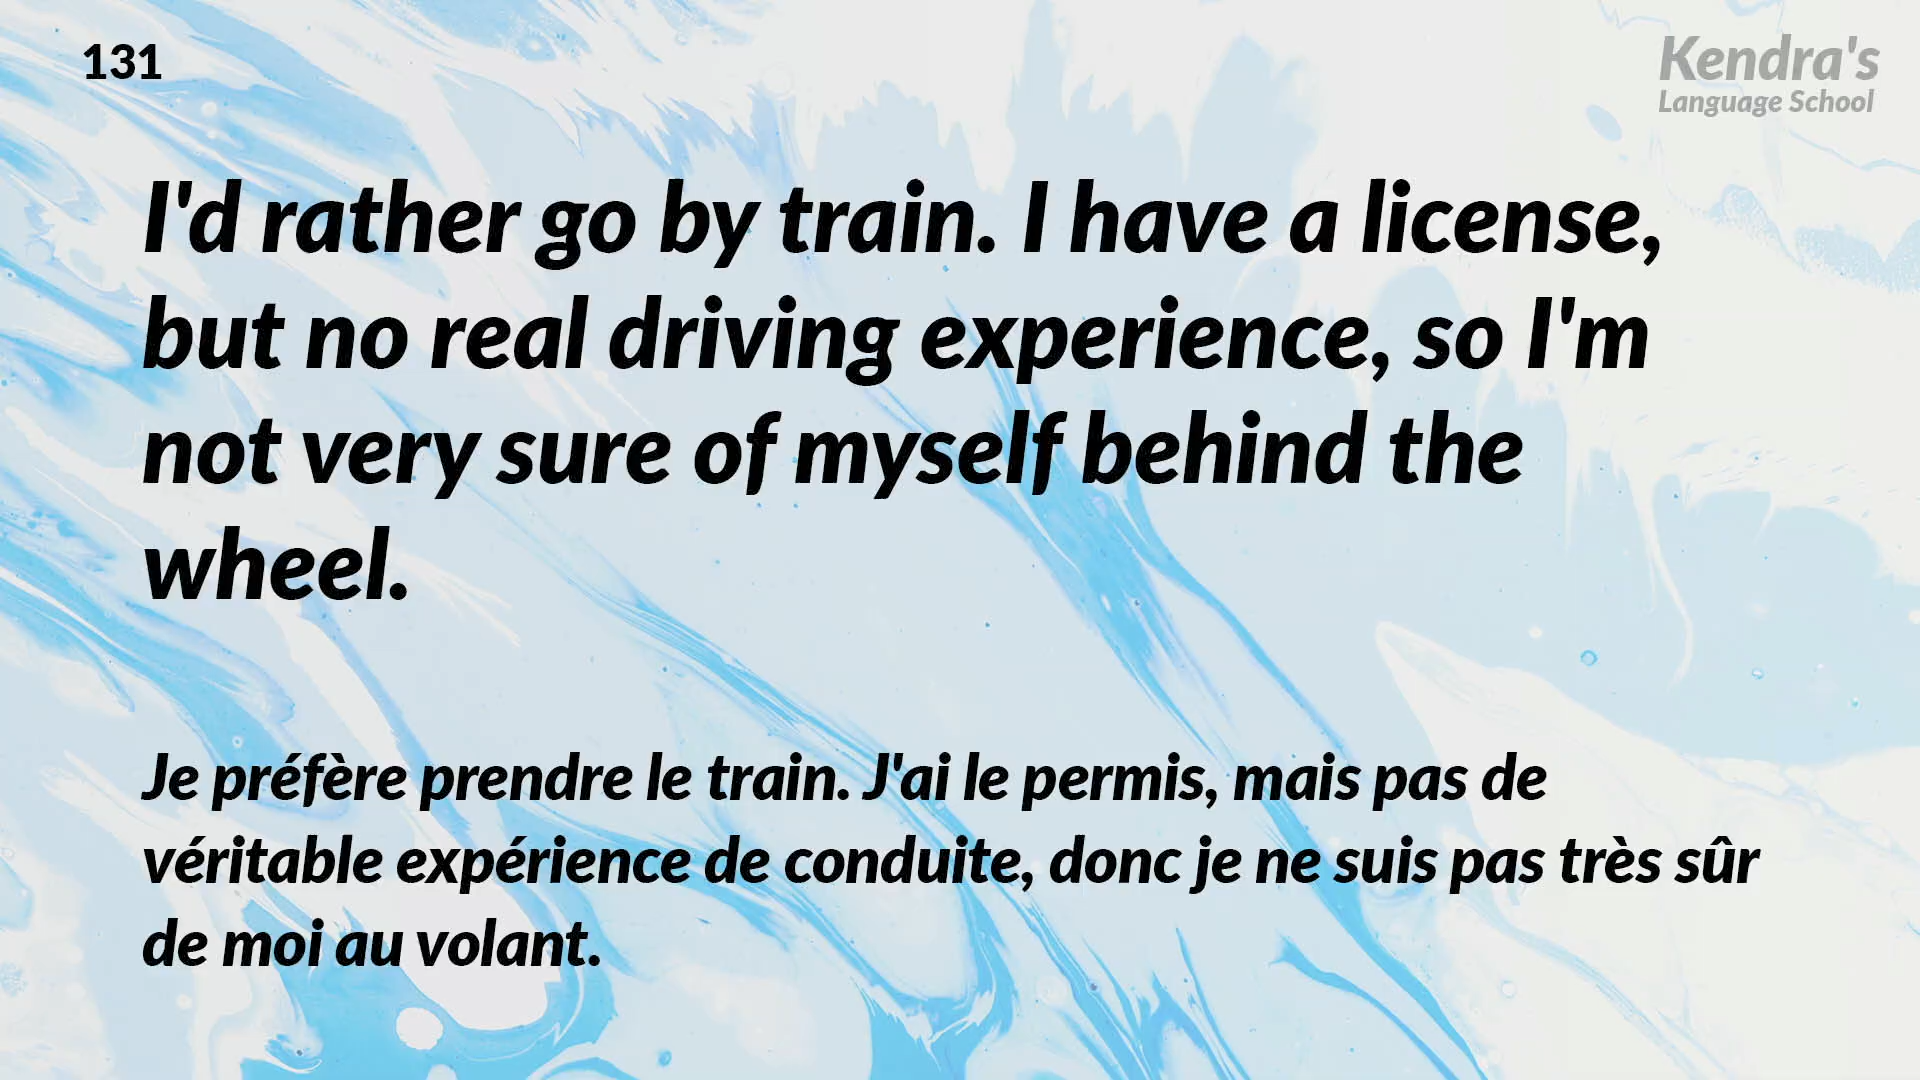 131
Kendra's
Language School
I'd rather go by train. I have a license,
but no real driving experience, so I'm
not very sure of myself behind the
wheel.
Je préfère prendre le train. J'ai le permis, mais pas de
véritable expérience de conduite, donc je ne suis pas très sûr
de moi au volant.